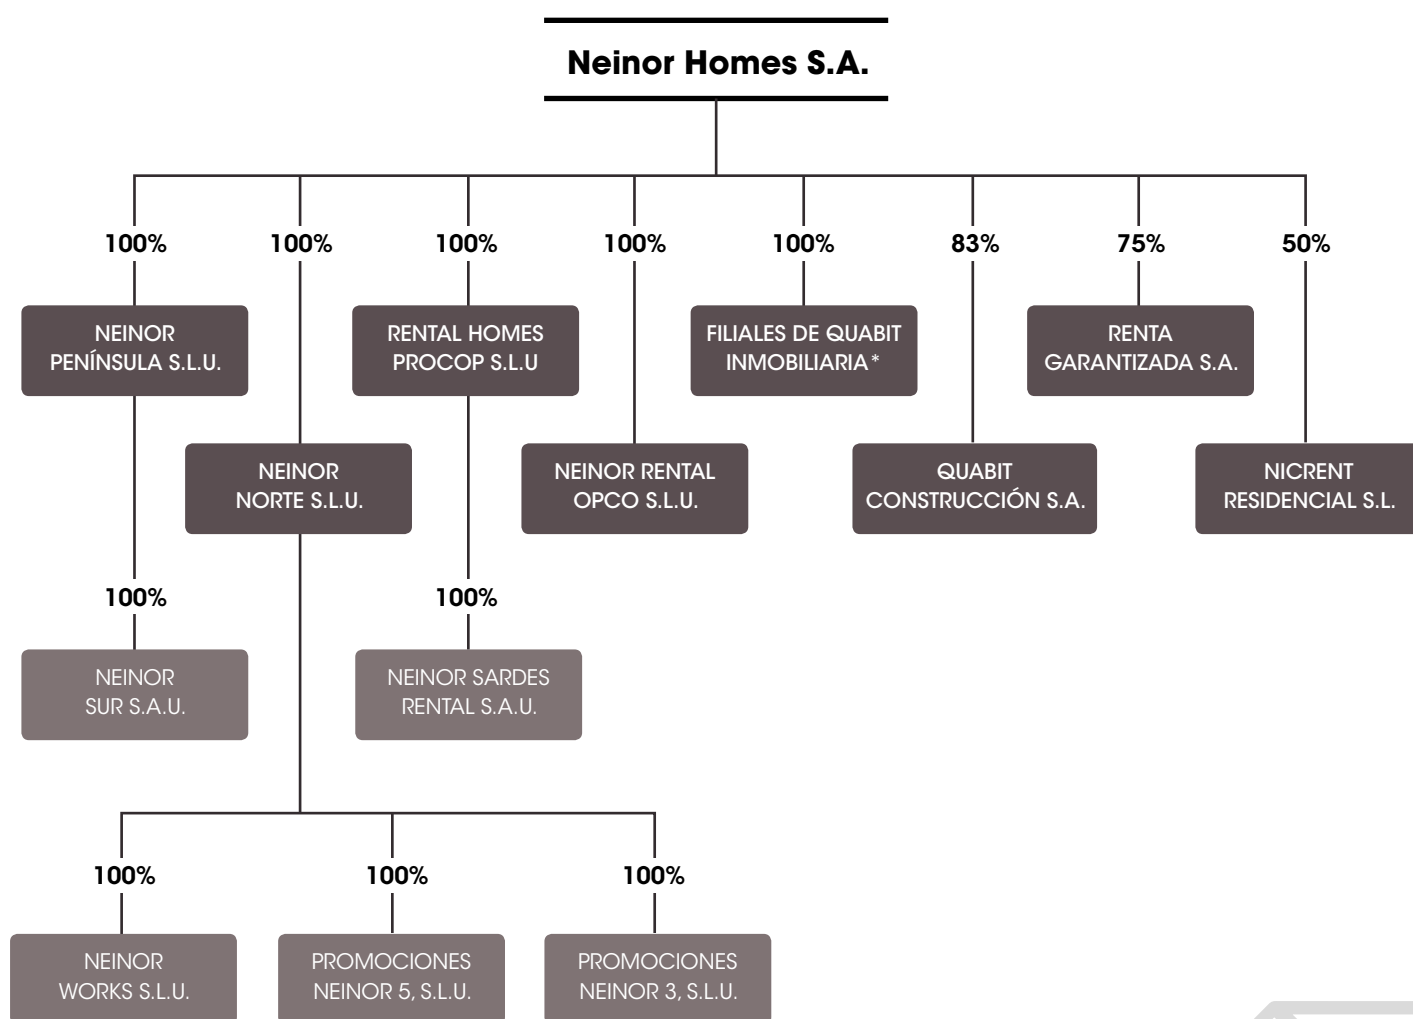 Neinor Homes S.A.
100%
100%
100%
100%
100%
83%
75%
50%
NEINOR
PENÍNSULA S.L.U.
RENTAL HOMES
PROCOP S.L.U
FILIALES DE QUABIT
INMOBILIARIA*
RENTA
GARANTIZADA S.A.
NEINOR
NORTE S.L.U.
NEINOR RENTAL
OPCO S.L.U.
QUABIT
CONSTRUCCIÓN S.A.
NICRENT
RESIDENCIAL S.L.
100%
100%
NEINOR
SUR S.A.U.
NEINOR SARDES
RENTAL S.A.U.
100%
100%
100%
NEINOR
WORKS S.L.U.
PROMOCIONES
NEINOR 5, S.L.U.
PROMOCIONES
NEINOR 3, S.L.U.